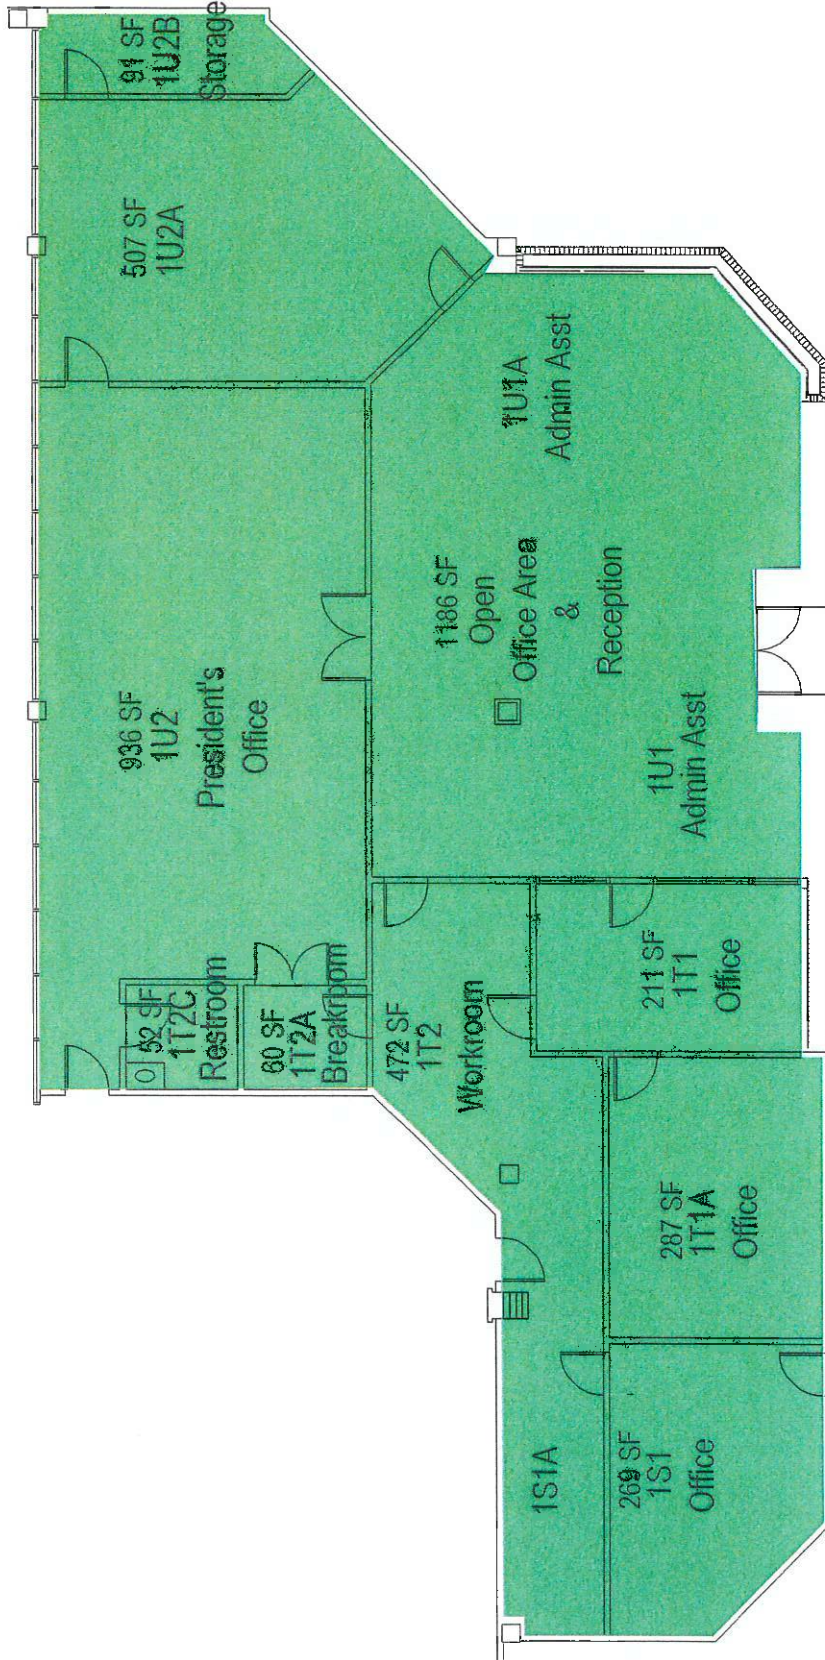 91 SF
1U2B
Storage
507 SF
1U2A
936 SF
1U2
President's
Office
52 SF
1T2C
Restroom
60 SF
1T2A
Breakroom
1186 SF
Open
Office Area
&
Reception
1U1A
Admin Asst
1U1
Admin Asst
472 SF
1T2
Workroom
211 SF
1T1
Office
287 SF
1T1A
Office
1S1A
269 SF
1S1
Office